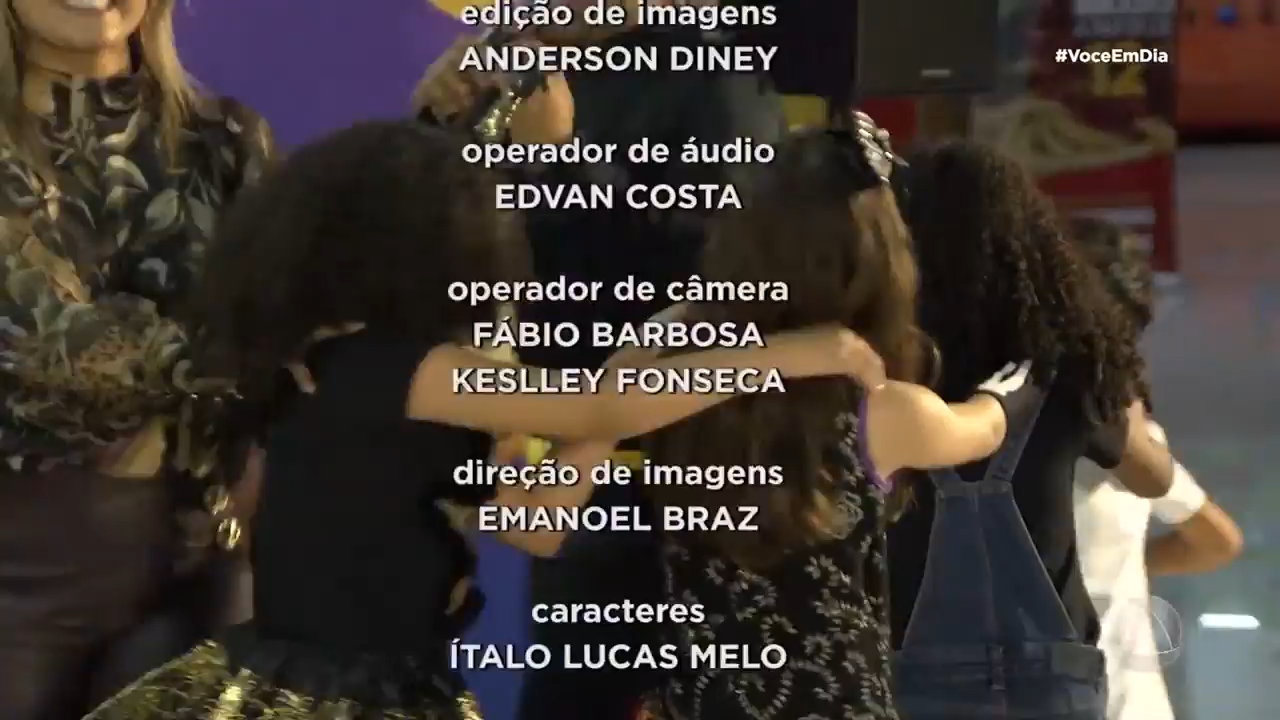 edição de imagens
ANDERSON DINEY
#VoceEmDia
operador de áudio
EDVAN COSTA
operador de câmera
FÁBIO BARBOSA
KESLLEY FONSECA
direção de imagens
EMANOEL BRAZ
caracteres
ÍTALO LUCAS MELO